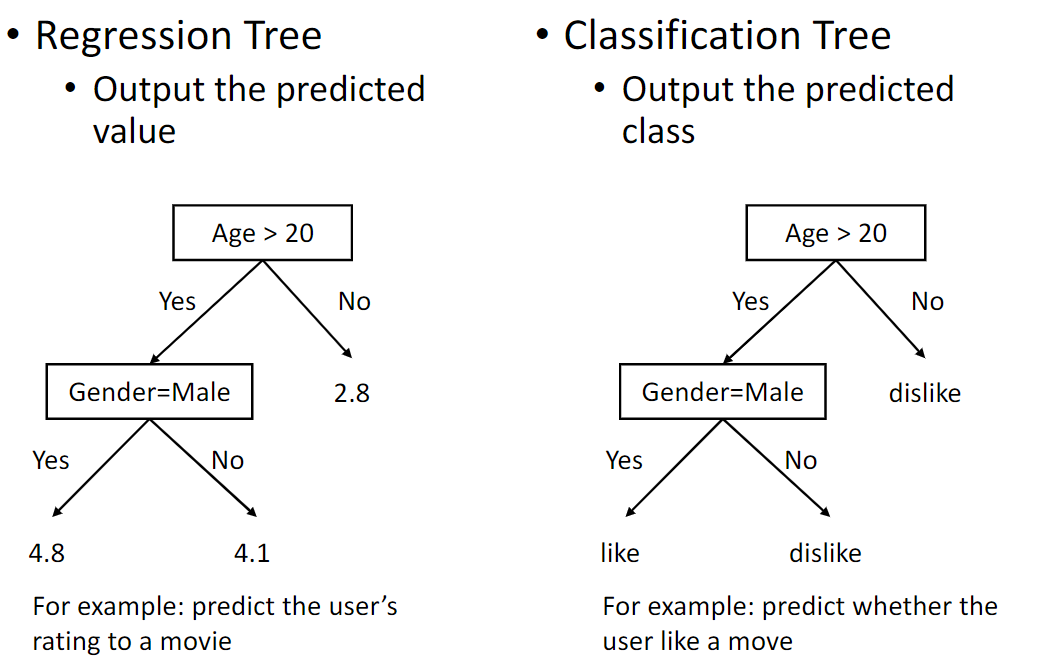 • Regression Tree
• Output the predicted
value
Age > 20
Yes
No
Gender=Male
2.8
Yes
No
4.8
4.1
For example: predict the user’s
rating to a movie
• Classification Tree
• Output the predicted
class
Age > 20
Yes
No
Gender=Male
dislike
Yes
No
like
dislike
For example: predict whether the
user like a move